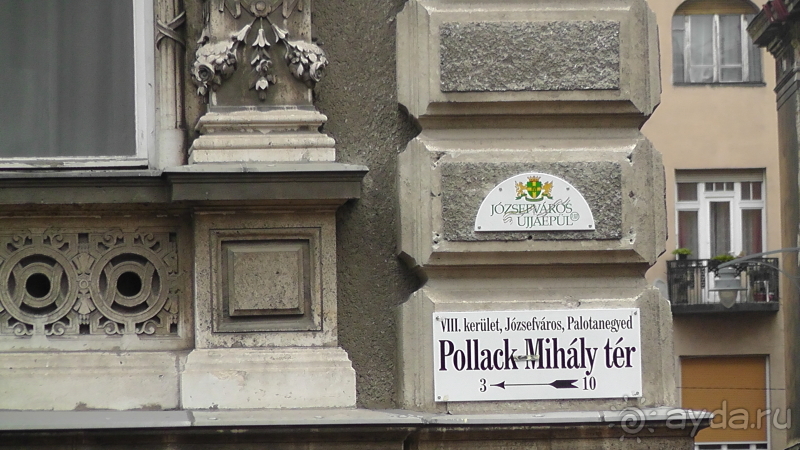 JÓZSEFVÁROS
ÚJJÁÉPÜL
VIII. kerület, Józsefváros, Palotanegyed
Pollack Mihály tér
3 10
ayda.ru